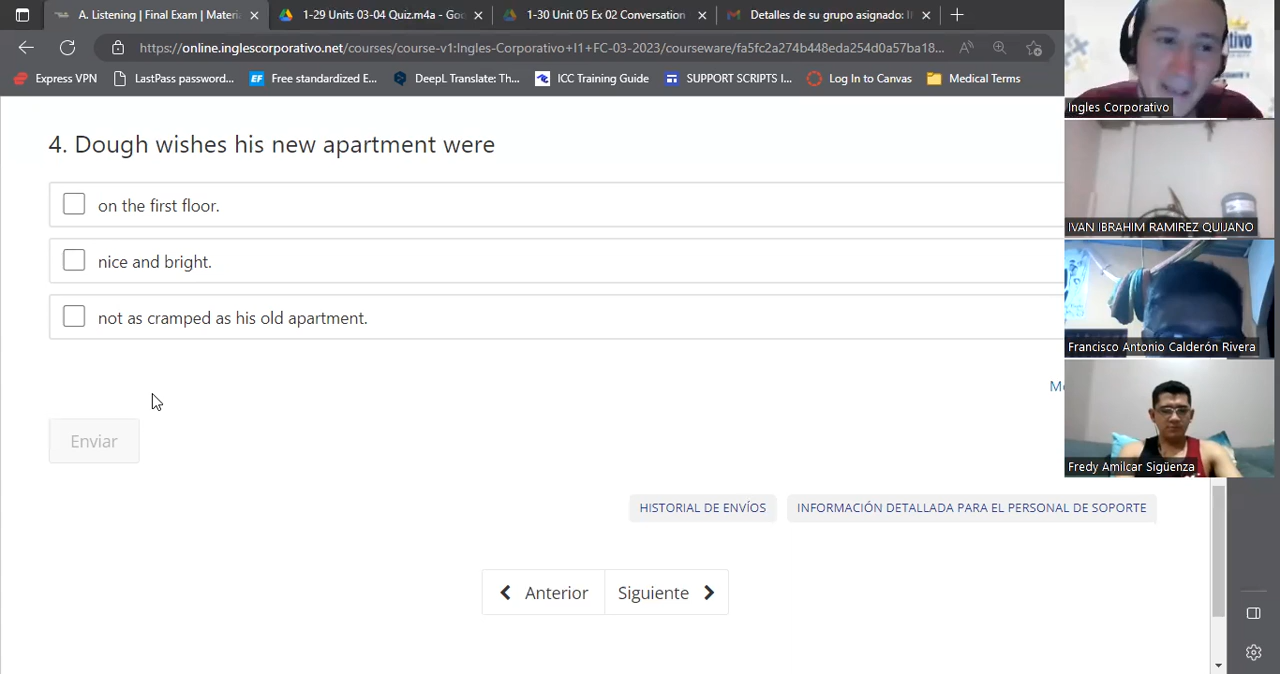 A. Listening | Final Exam | Materi
1-29 Units 03-04 Quiz.m4a - Goo
1-30 Unit 05 Ex 02 Conversation
Detalles de su grupo asignado: I
https://online.inglescorporativo.net/courses/course-v1:Ingles-Corporativo+I1+FC-03-2023/courseware/fa5fc2a274b448eda254d0a57ba18...
Express VPN
LastPass password...
EF Free standardized E...
DeepL Translate: Th...
ICC Training Guide
SUPPORT SCRIPTS I...
Log In to Canvas
Medical Terms
Ingles Corporativo
4. Dough wishes his new apartment were
on the first floor.
nice and bright.
IVAN IBRAHIM RAMIREZ QUIJANO
not as cramped as his old apartment.
Francisco Antonio Calderón Rivera
Enviar
Fredy Amilcar Sigüenza
HISTORIAL DE ENVÍOS
INFORMACIÓN DETALLADA PARA EL PERSONAL DE SOPORTE
Anterior
Siguiente